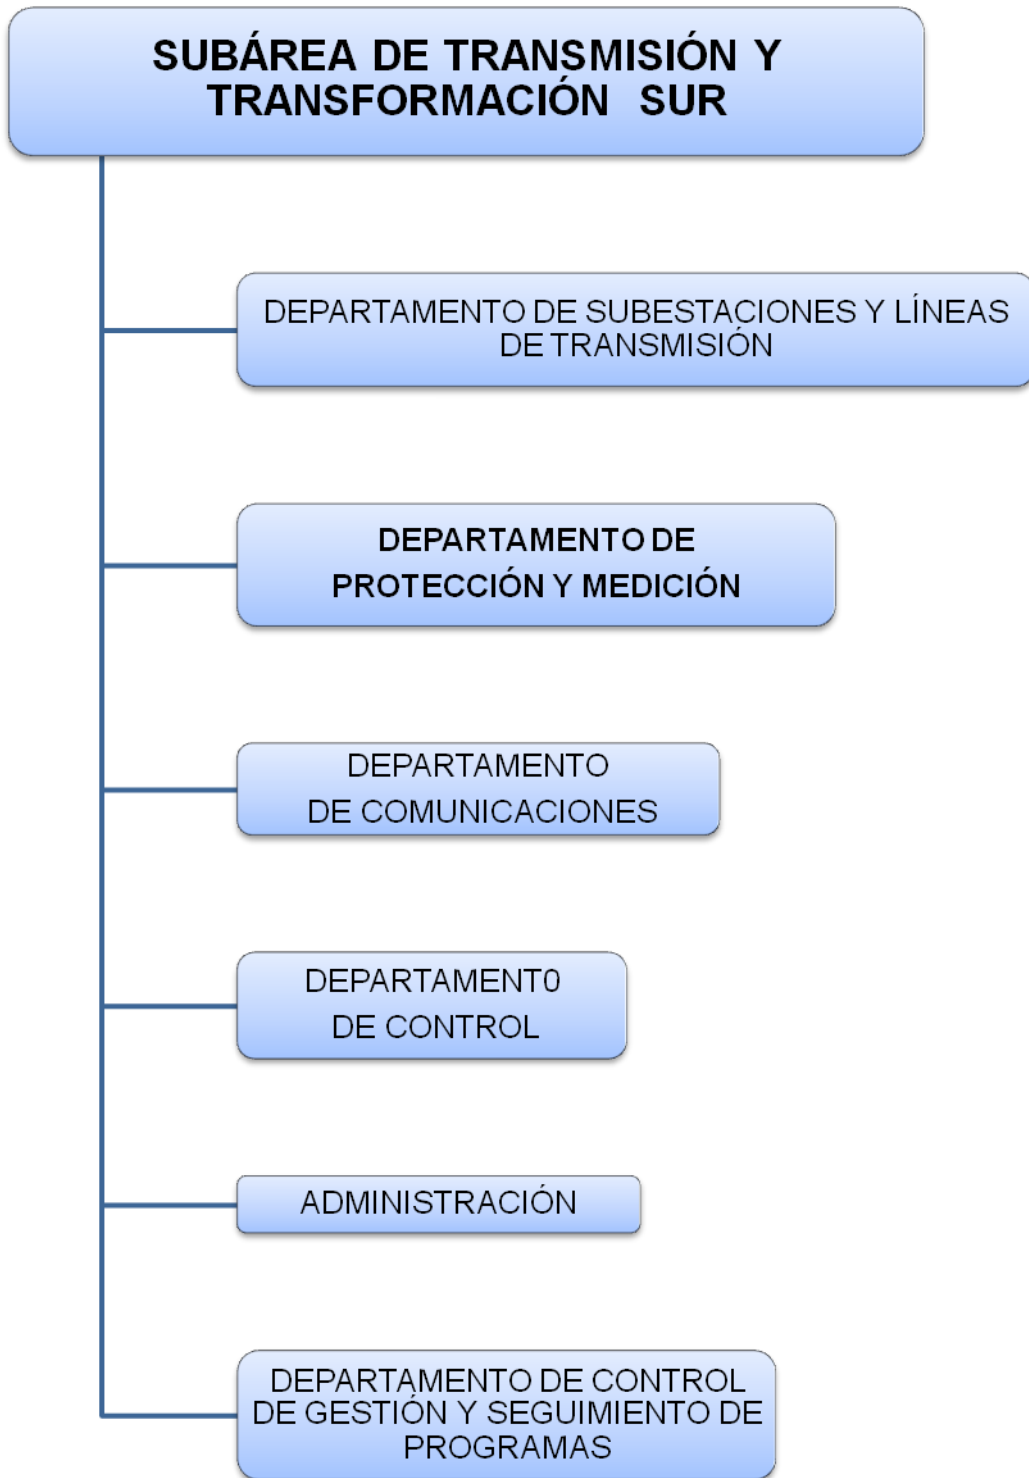 SUBÁREA DE TRANSMISIÓN Y
TRANSFORMACIÓN SUR
DEPARTAMENTO DE SUBESTACIONES Y LÍNEAS
DE TRANSMISIÓN
DEPARTAMENTO DE
PROTECCIÓN Y MEDICIÓN
DEPARTAMENTO
DE COMUNICACIONES
DEPARTAMENT0
DE CONTROL
ADMINISTRACIÓN
DEPARTAMENTO DE CONTROL
DE GESTIÓN Y SEGUIMIENTO DE
PROGRAMAS